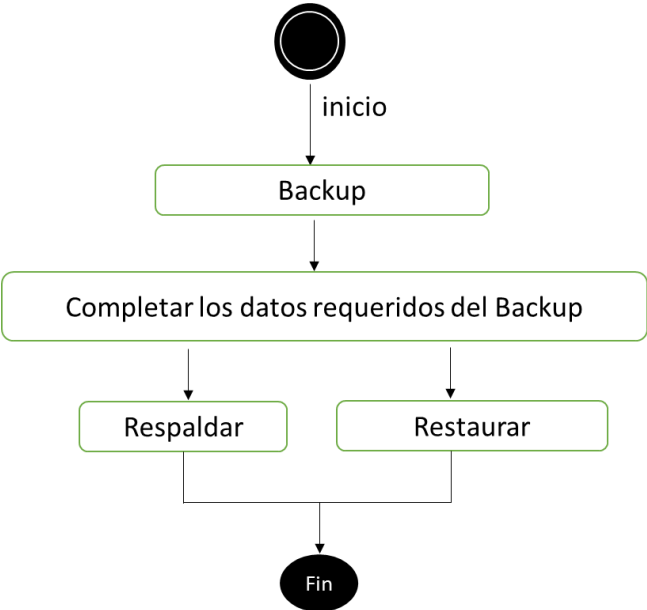 inicio
Backup
Completar los datos requeridos del Backup
Respaldar
Restaurar
Fin